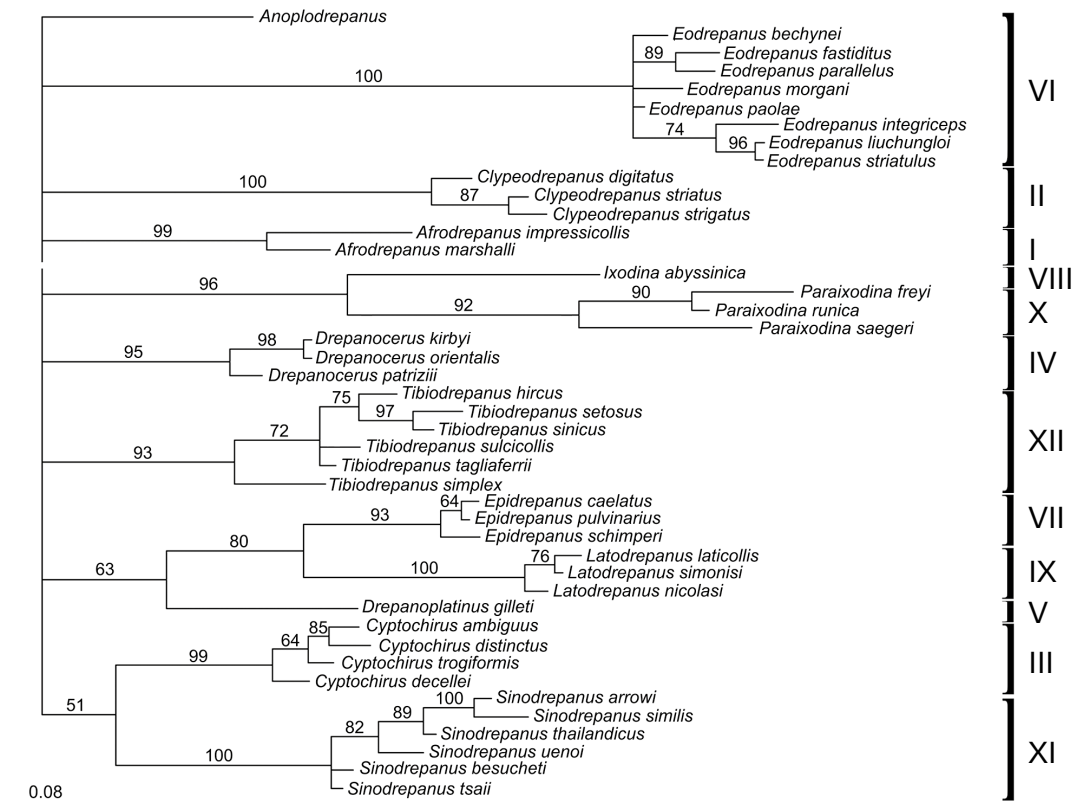 Anoplodrepanus
Eodrepanus bechynei
89
Eodrepanus fastiditus
Eodrepanus parallelus
100
Eodrepanus morgani
VI
Eodrepanus paolae
74
Eodrepanus integriceps
96
Eodrepanus liuchungloi
Eodrepanus striatulus
100
Clypeodrepanus digitatus
87
Clypeodrepanus striatus
II
Clypeodrepanus strigatus
99
Afrodrepanus impressicollis
Afrodrepanus marshalli
I
96
Ixodina abyssinica
VIII
90
Paraixodina freyi
92
Paraixodina runica
X
Paraixodina saegeri
98
Drepanocerus kirbyi
95
Drepanocerus orientalis
IV
Drepanocerus patriziii
75
Tibiodrepanus hircus
97
Tibiodrepanus setosus
72
Tibiodrepanus sinicus
XII
93
Tibiodrepanus sulcicollis
Tibiodrepanus tagliaferrii
Tibiodrepanus simplex
64
Epidrepanus caelatus
93
Epidrepanus pulvinarius
VII
Epidrepanus schimperi
80
76
Latodrepanus laticollis
63
100
Latodrepanus simonisi
IX
Latodrepanus nicolasi
Drepanoplatinus gilleti
V
85
Cyptochirus ambiguus
64
Cyptochirus distinctus
99
Cyptochirus trogiformis
III
Cyptochirus decellei
51
100
Sinodrepanus arrowi
89
Sinodrepanus similis
82
Sinodrepanus thailandicus
100
Sinodrepanus uenoi
XI
Sinodrepanus besucheti
Sinodrepanus tsaii
0.08